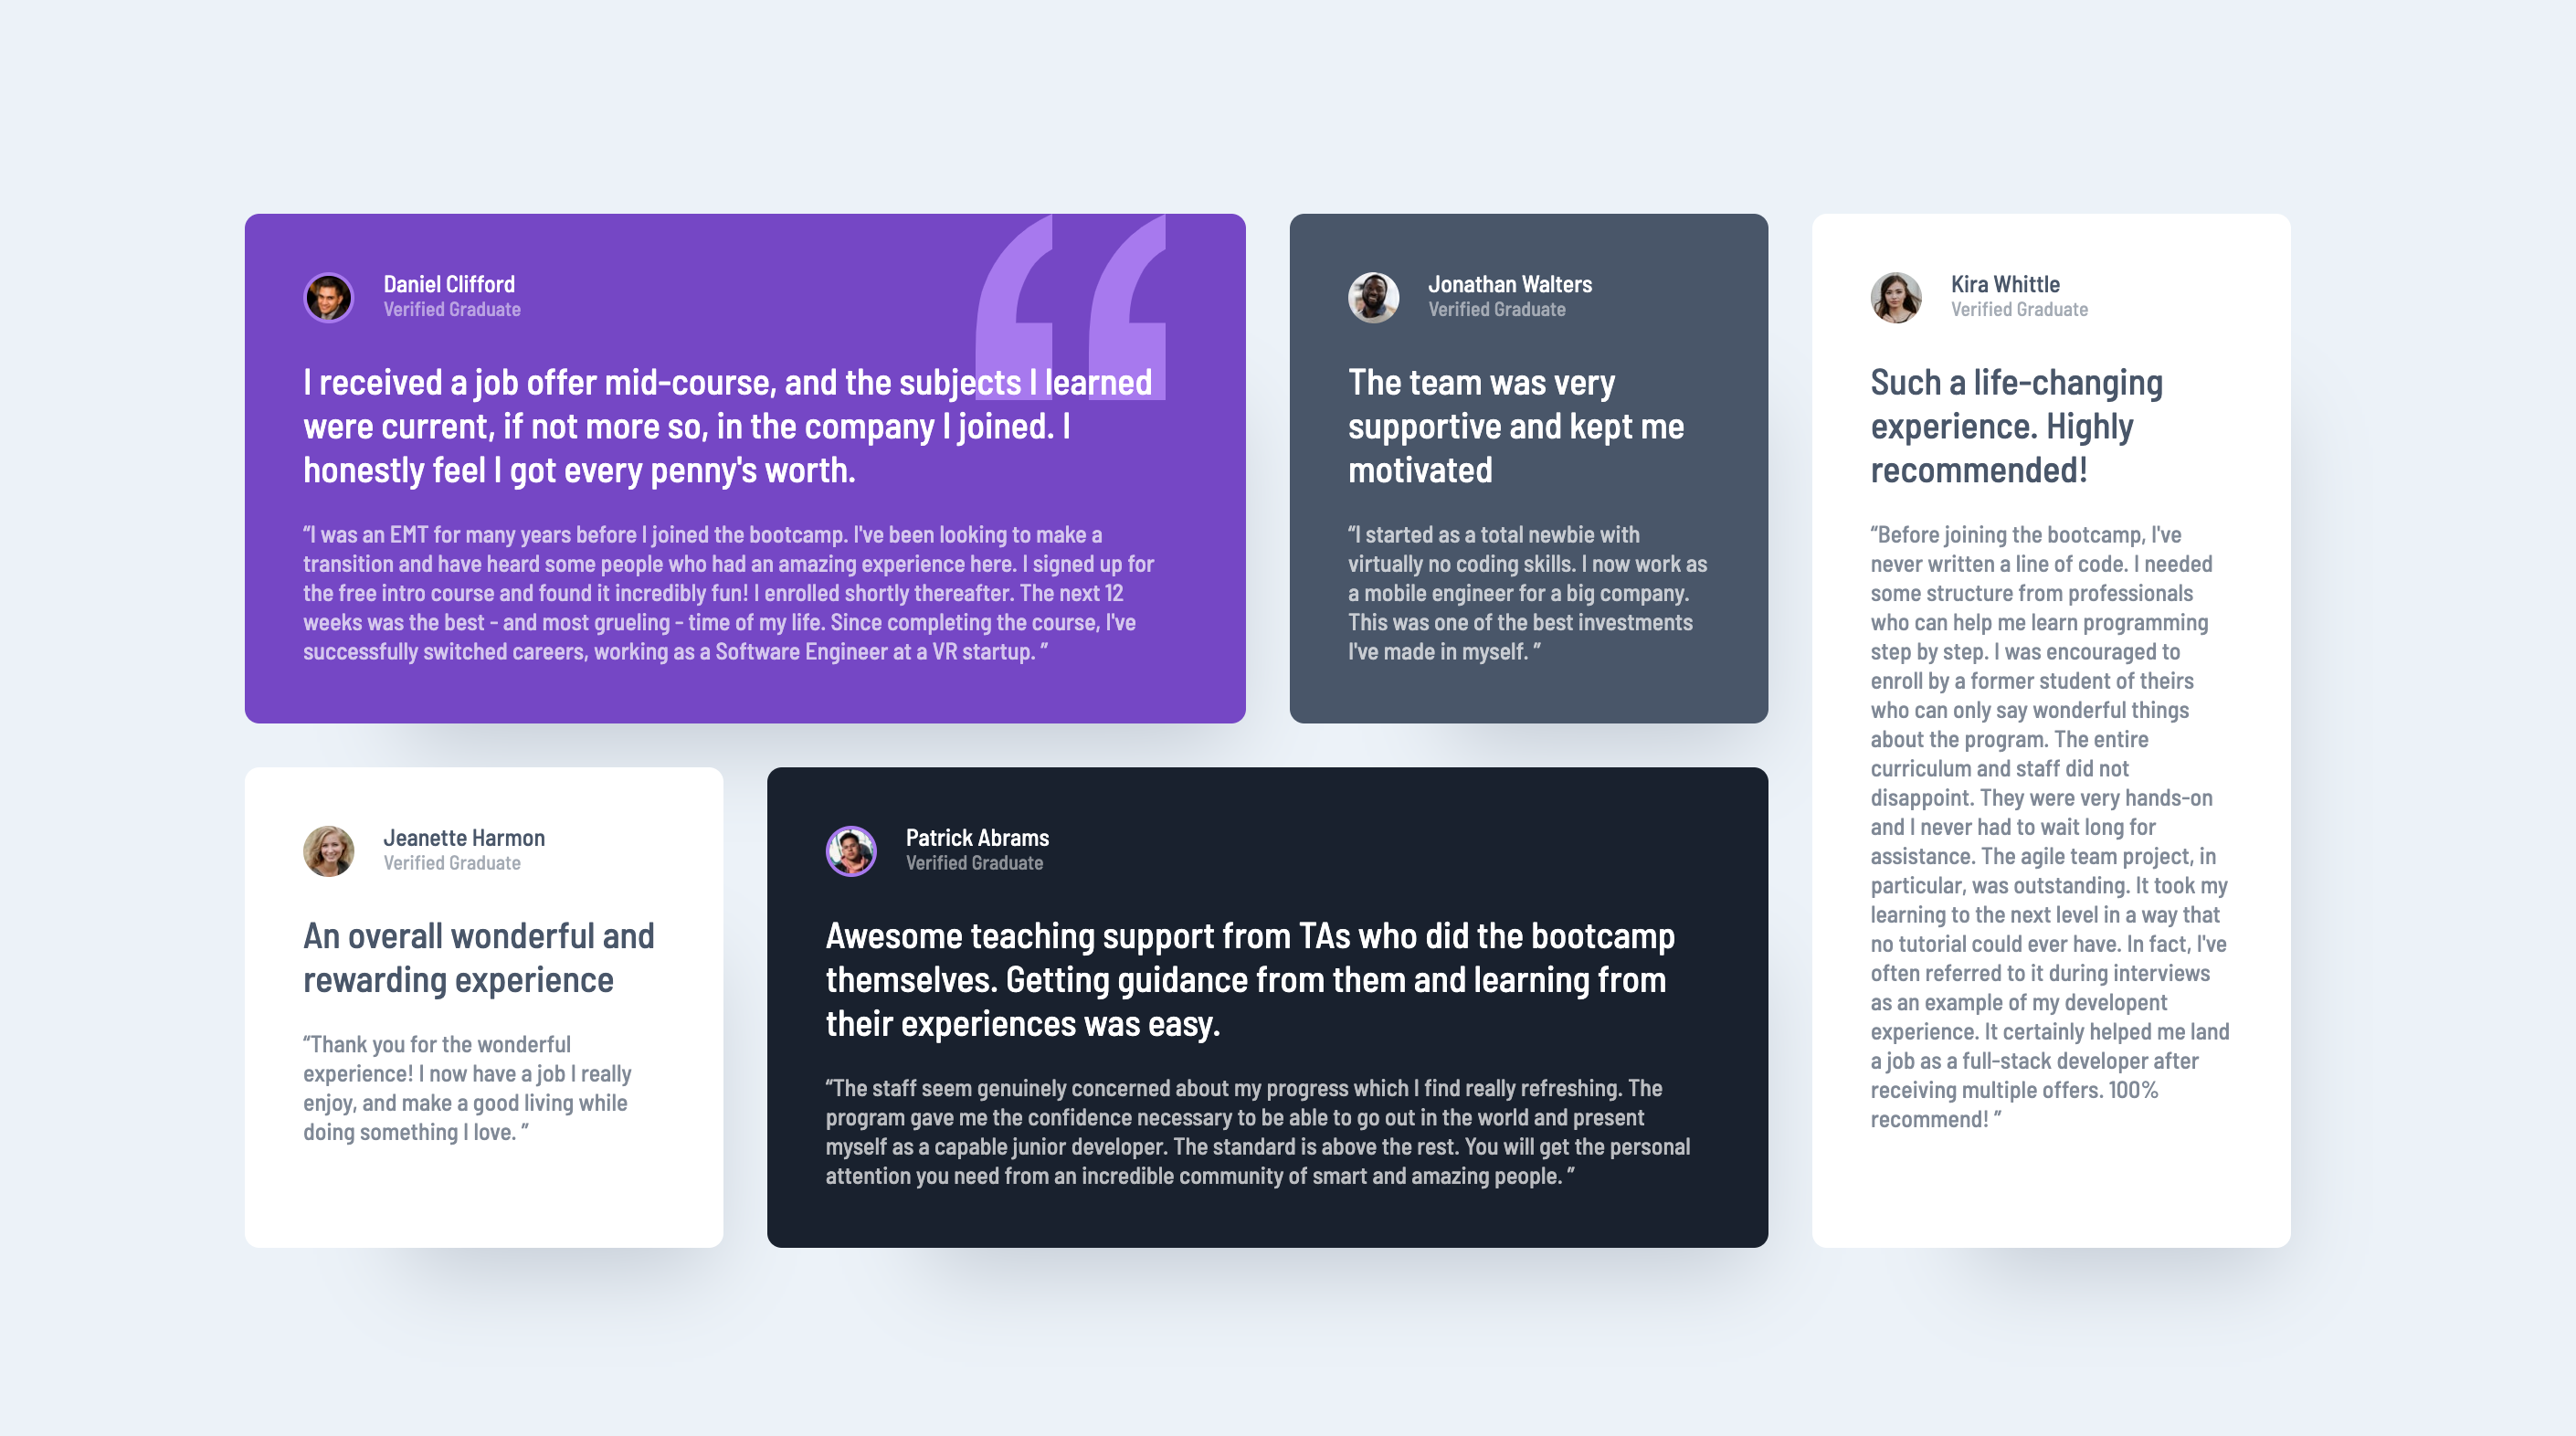 Daniel Clifford
Verified Graduate
I received a job offer mid-course, and the subjects I learned
were current, if not more so, in the company I joined. I
honestly feel I got every penny's worth.
“I was an EMT for many years before I joined the bootcamp. I've been looking to make a
transition and have heard some people who had an amazing experience here. I signed up for
the free intro course and found it incredibly fun! I enrolled shortly thereafter. The next 12
weeks was the best - and most grueling - time of my life. Since completing the course, I've
successfully switched careers, working as a Software Engineer at a VR startup. ”
Jonathan Walters
Verified Graduate
The team was very
supportive and kept me
motivated
“I started as a total newbie with
virtually no coding skills. I now work as
a mobile engineer for a big company.
This was one of the best investments
I've made in myself. ”
Kira Whittle
Verified Graduate
Such a life-changing
experience. Highly
recommended!
“Before joining the bootcamp, I've
never written a line of code. I needed
some structure from professionals
who can help me learn programming
step by step. I was encouraged to
enroll by a former student of theirs
who can only say wonderful things
about the program. The entire
curriculum and staff did not
disappoint. They were very hands-on
and I never had to wait long for
assistance. The agile team project, in
particular, was outstanding. It took my
learning to the next level in a way that
no tutorial could ever have. In fact, I've
often referred to it during interviews
as an example of my developent
experience. It certainly helped me land
a job as a full-stack developer after
receiving multiple offers. 100%
recommend! ”
Jeanette Harmon
Verified Graduate
An overall wonderful and
rewarding experience
“Thank you for the wonderful
experience! I now have a job I really
enjoy, and make a good living while
doing something I love. ”
Patrick Abrams
Verified Graduate
Awesome teaching support from TAs who did the bootcamp
themselves. Getting guidance from them and learning from
their experiences was easy.
“The staff seem genuinely concerned about my progress which I find really refreshing. The
program gave me the confidence necessary to be able to go out in the world and present
myself as a capable junior developer. The standard is above the rest. You will get the personal
attention you need from an incredible community of smart and amazing people. ”